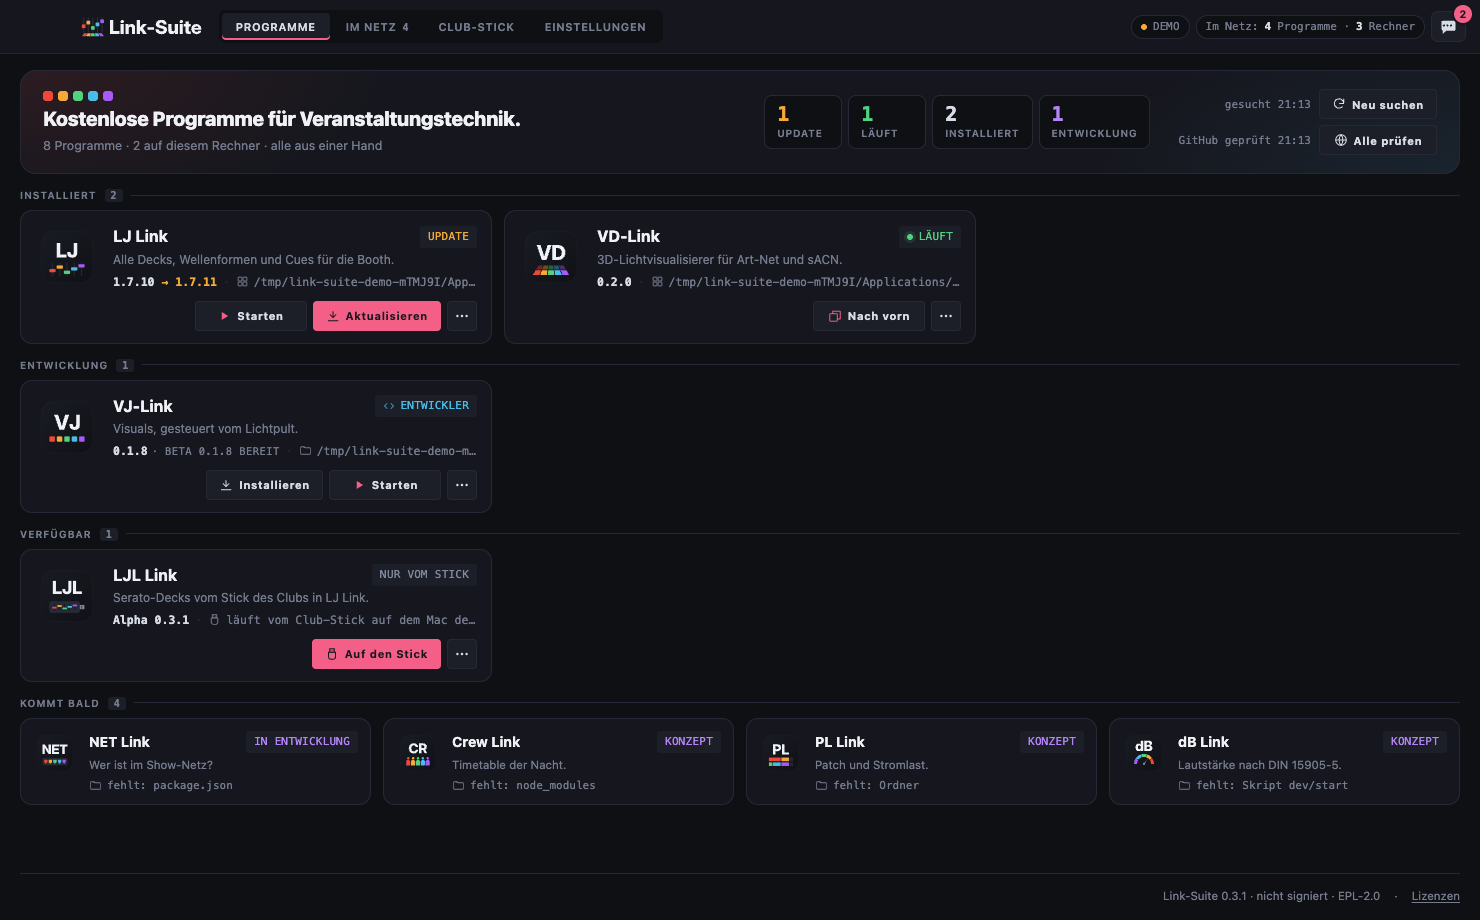 Link-Suite PROGRAMME IM NETZ 4 CLUB-STICK EINSTELLUNGEN DEMO Im Netz: 4 Programme · 3 Rechner 2
Kostenlose Programme für Veranstaltungstechnik.
8 Programme · 2 auf diesem Rechner · alle aus einer Hand
1 UPDATE
1 LÄUFT
2 INSTALLIERT
1 ENTWICKLUNG
gesucht 21:13 Neu suchen
GitHub geprüft 21:13 Alle prüfen
INSTALLIERT 2
LJ
LJ Link UPDATE
Alle Decks, Wellenformen und Cues für die Booth.
1.7.10 → 1.7.11 · /tmp/link-suite-demo-mTMJ9I/App…
Starten Aktualisieren ···
VD
VD-Link LÄUFT
3D-Lichtvisualisierer für Art-Net und sACN.
0.2.0 · /tmp/link-suite-demo-mTMJ9I/Applications/…
Nach vorn ···
ENTWICKLUNG 1
VJ
VJ-Link <> ENTWICKLER
Visuals, gesteuert vom Lichtpult.
0.1.8 · BETA 0.1.8 BEREIT · /tmp/link-suite-demo-m…
Installieren Starten ···
VERFÜGBAR 1
LJL
LJL Link NUR VOM STICK
Serato-Decks vom Stick des Clubs in LJ Link.
Alpha 0.3.1 · läuft vom Club-Stick auf dem Mac de…
Auf den Stick ···
KOMMT BALD 4
NET
NET Link IN ENTWICKLUNG
Wer ist im Show-Netz?
fehlt: package.json
CR
Crew Link KONZEPT
Timetable der Nacht.
fehlt: node_modules
PL
PL Link KONZEPT
Patch und Stromlast.
fehlt: Ordner
dB
dB Link KONZEPT
Lautstärke nach DIN 15905-5.
fehlt: Skript dev/start
Link-Suite 0.3.1 · nicht signiert · EPL-2.0 · Lizenzen